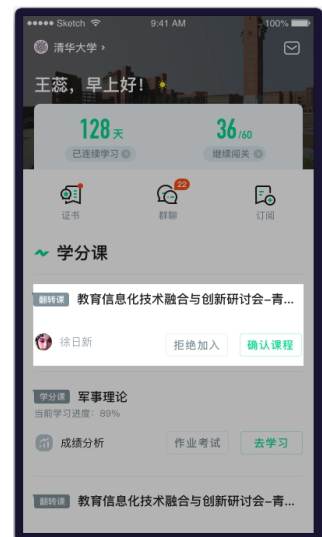 Sketch 9:41 AM 100%
清华大学
王蕊，早上好！
128天 36/60
已连续学习 继续闯关
22
证书 群聊 订阅
学分课
翻转课 教育信息化技术融合与创新研讨会-青...
徐日新 拒绝加入 确认课程
学分课 军事理论
当前学习进度：89%
成绩分析 作业考试 去学习
翻转课 教育信息化技术融合与创新研讨会-青...